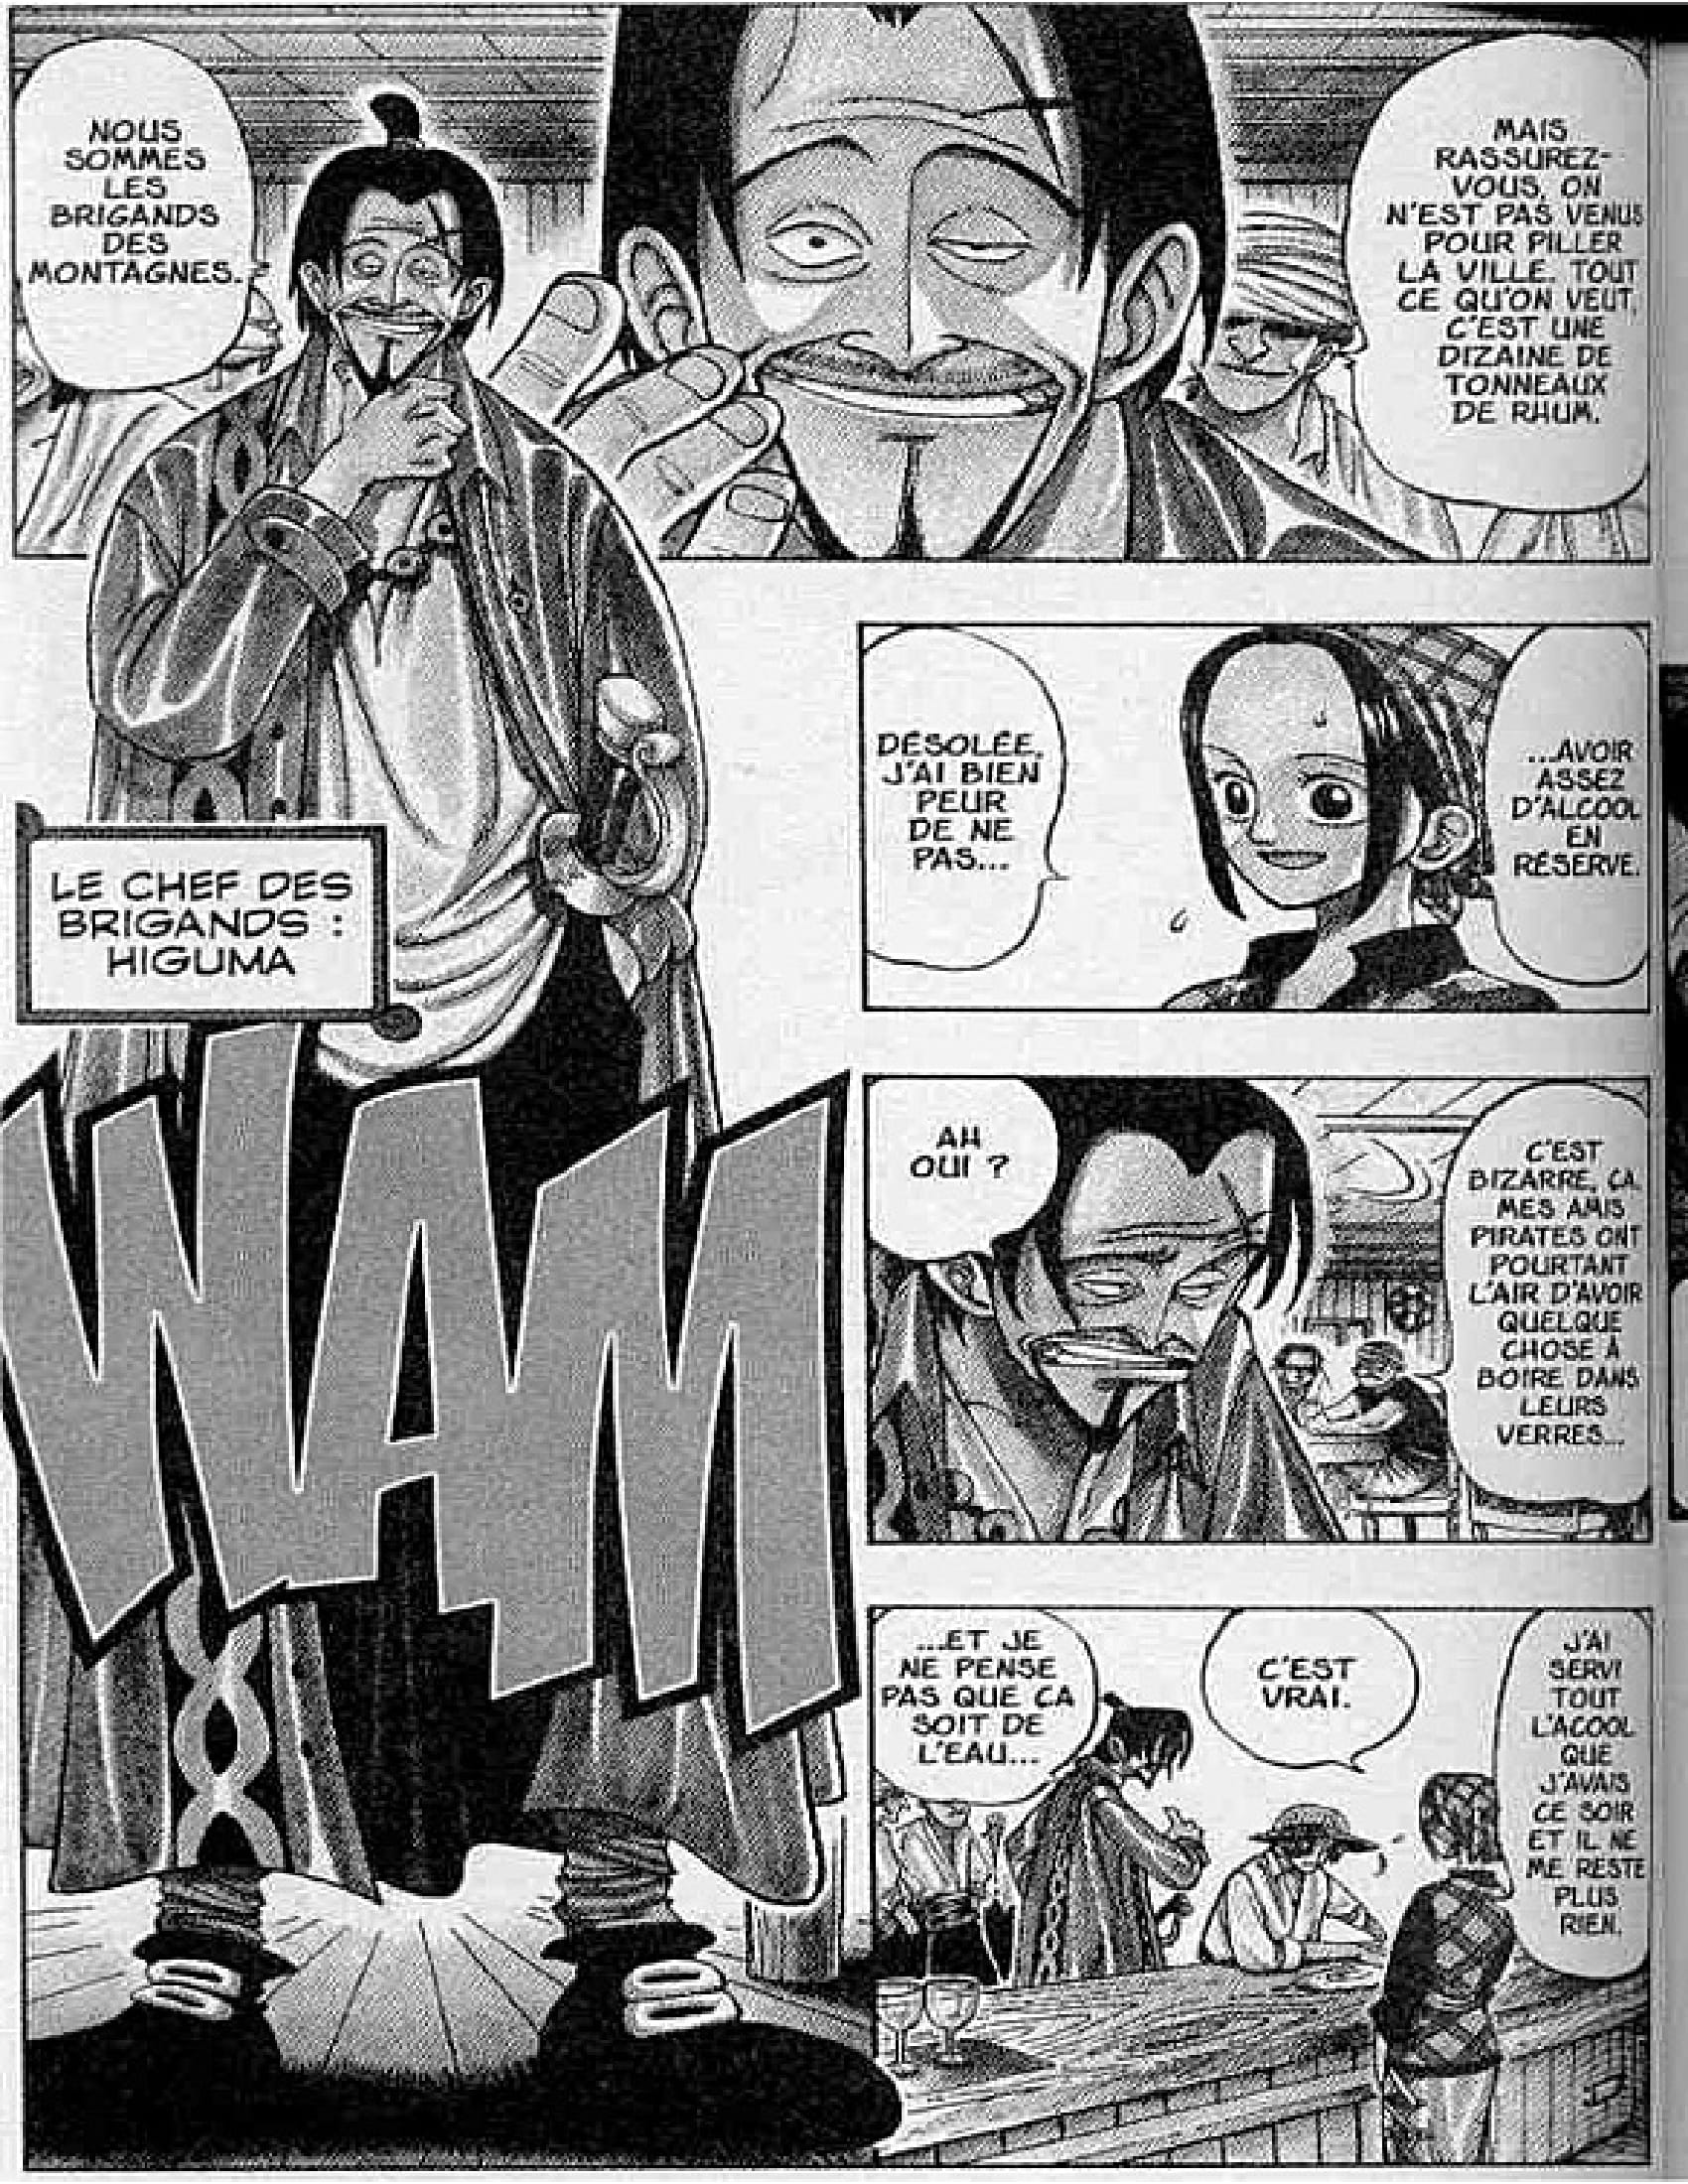 NOUS
SOMMES
LES
BRIGANDS
DES
MONTAGNES.
MAIS
RASSUREZ-
VOUS, ON
N'EST PAS VENUS
POUR PILLER
LA VILLE. TOUT
CE QU'ON VEUT,
C'EST UNE
DIZAINE DE
TONNEAUX
DE RHUM.
LE CHEF DES
BRIGANDS :
HIGUMA
WAM
DÉSOLÉE,
J'AI BIEN
PEUR
DE NE
PAS...
...AVOIR
ASSEZ
D'ALCOOL
EN
RÉSERVE.
AH
OUI ?
C'EST
BIZARRE, ÇA.
MES AMIS
PIRATES ONT
POURTANT
L'AIR D'AVOIR
QUELQUE
CHOSE À
BOIRE DANS
LEURS
VERRES...
...ET JE
NE PENSE
PAS QUE ÇA
SOIT DE
L'EAU...
C'EST
VRAI.
J'AI
SERVI
TOUT
L'ACOOL
QUE
J'AVAIS
CE SOIR
ET IL NE
ME RESTE
PLUS
RIEN.